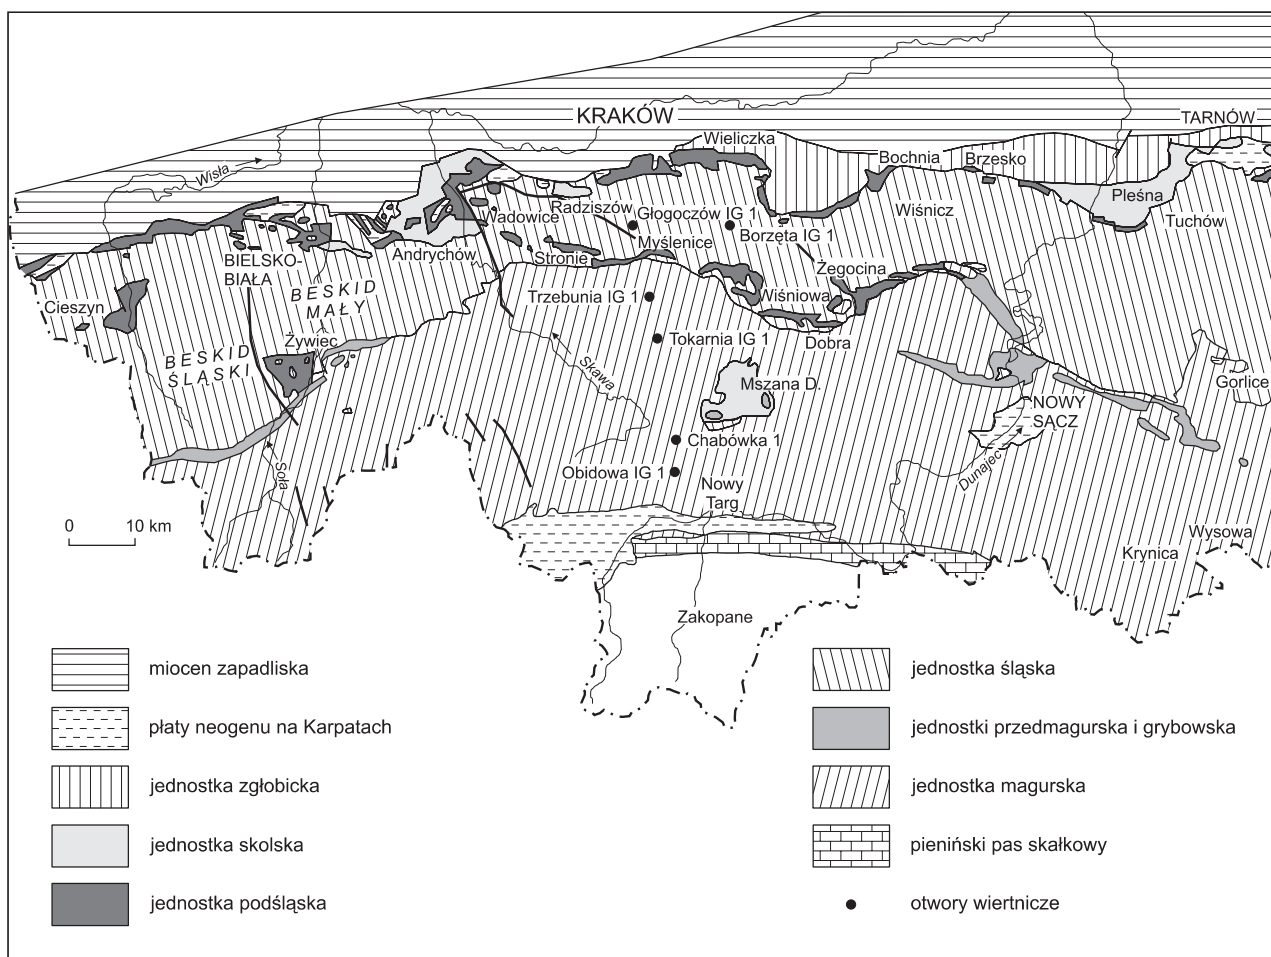 KRAKÓW
TARNÓW
Wieliczka
Bochnia
Brzesko
Wisła
Pleśna
Wadowice
Radziszów
Głogoczów IG 1
Wiśnicz
Tuchów
Borzęta IG 1
Myślenice
Andrychów
Stronie
BIELSKO-
BIAŁA
Żegocina
BESKID
MAŁY
Cieszyn
Trzebunia IG 1
Wiśniowa
Żywiec
Tokarnia IG 1
Dobra
BESKID
ŚLĄSKI
Skawa
Mszana D.
Gorlice
NOWY
SĄCZ
Chabówka 1
Soła
Obidowa IG 1
Dunajec
Nowy
Targ
0 10 km
Wysowa
Krynica
Zakopane
miocen zapadliska
płaty neogenu na Karpatach
jednostka zgłobicka
jednostka skolska
jednostka podśląska
jednostka śląska
jednostki przedmagurska i grybowska
jednostka magurska
pieniński pas skałkowy
otwory wiertnicze